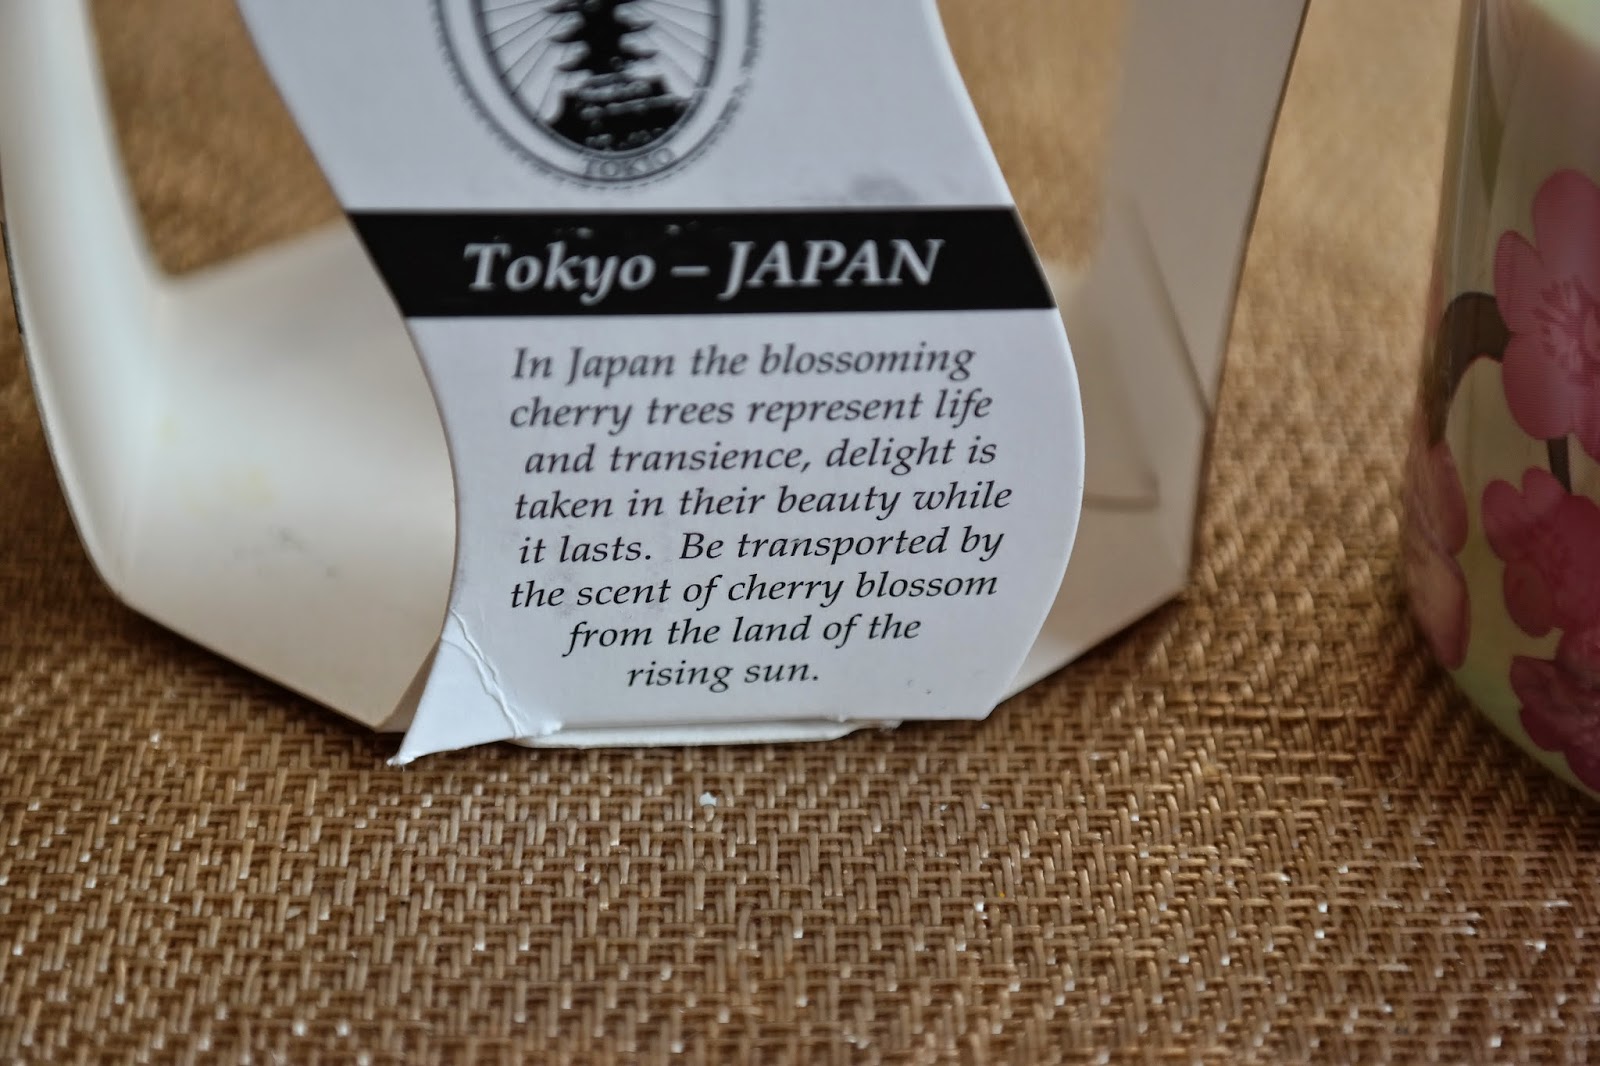 TOKYO
Tokyo – JAPAN
In Japan the blossoming
cherry trees represent life
and transience, delight is
taken in their beauty while
it lasts.  Be transported by
the scent of cherry blossom
from the land of the
rising sun.